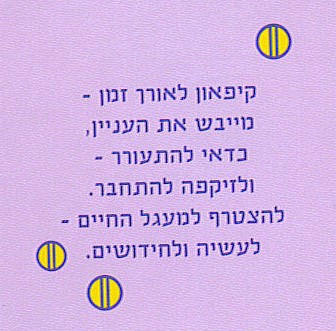 קיפאון לאורך זמן -
מייבש את העניין,
כדאי להתעורר -
ולזיקפה להתחבר.
להצטרף למעגל החיים -
לעשיה ולחידושים.